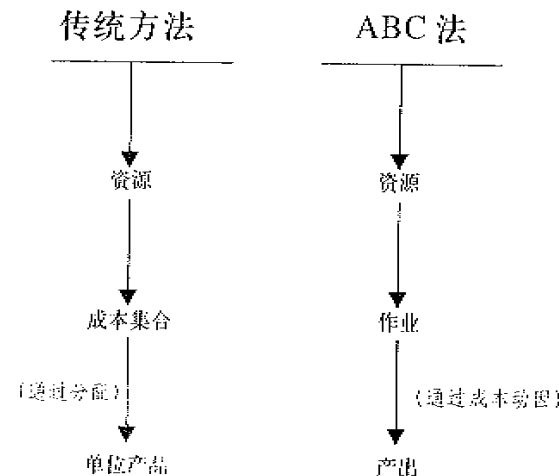 传统方法
资源
成本集合
(通过分配)
单位产品
ABC 法
资源
作业
(通过成本动因)
产出